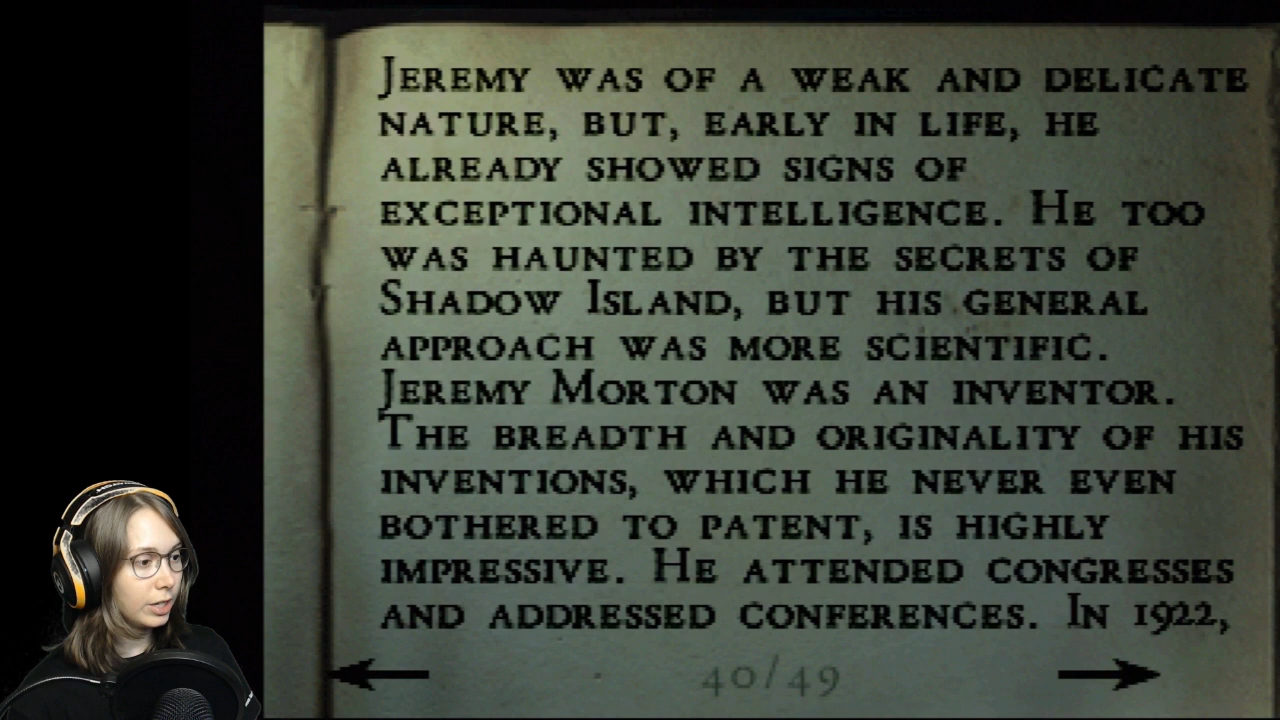 Jeremy was of a weak and delicate
nature, but, early in life, he
already showed signs of
exceptional intelligence. He too
was haunted by the secrets of
Shadow Island, but his general
approach was more scientific.
Jeremy Morton was an inventor.
The breadth and originality of his
inventions, which he never even
bothered to patent, is highly
impressive. He attended congresses
and addressed conferences. In 1922,
40/49